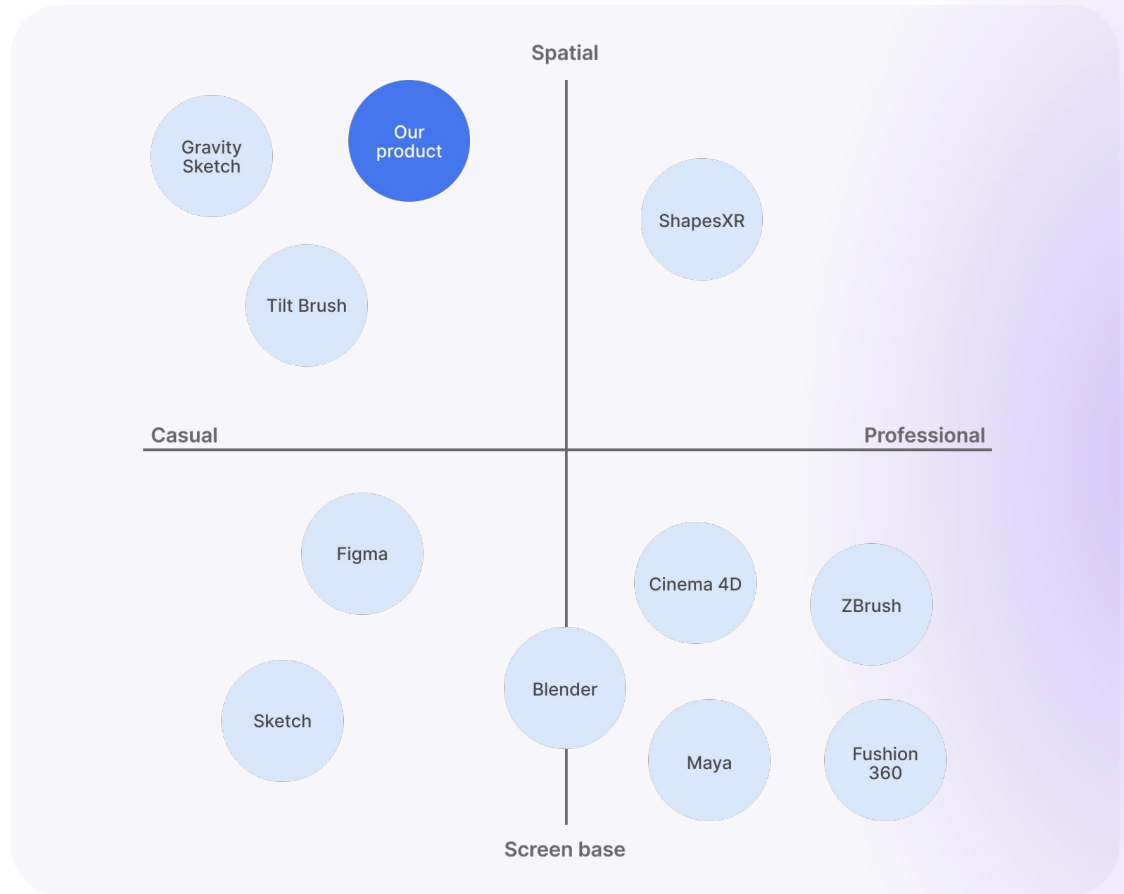 Spatial
Our
product
Gravity
Sketch
ShapesXR
Tilt Brush
Casual
Professional
Figma
Cinema 4D
ZBrush
Blender
Sketch
Maya
Fushion
360
Screen base